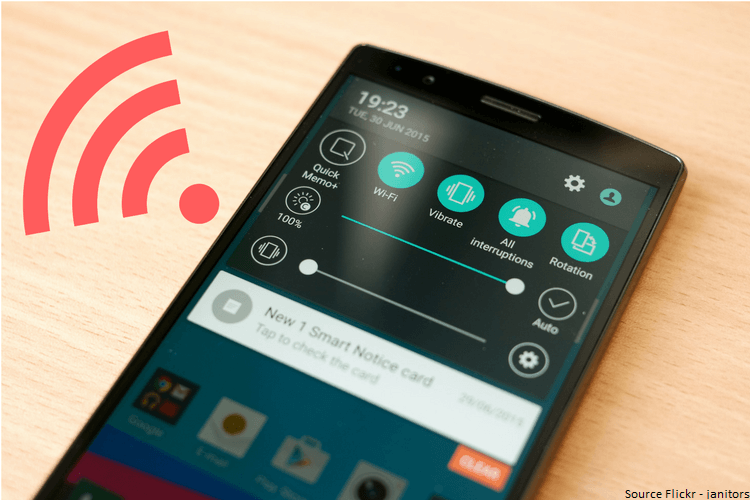 19:23
TUE, 30 JUN 2015
Quick
Memo+
Wi-Fi
Vibrate
All
interruptions
Rotation
100%
Auto
New 1 Smart Notice card
Tap to check the card
29/06/2015
CLEAR
Google
E-mail
Play Store
Source Flickr - janitors